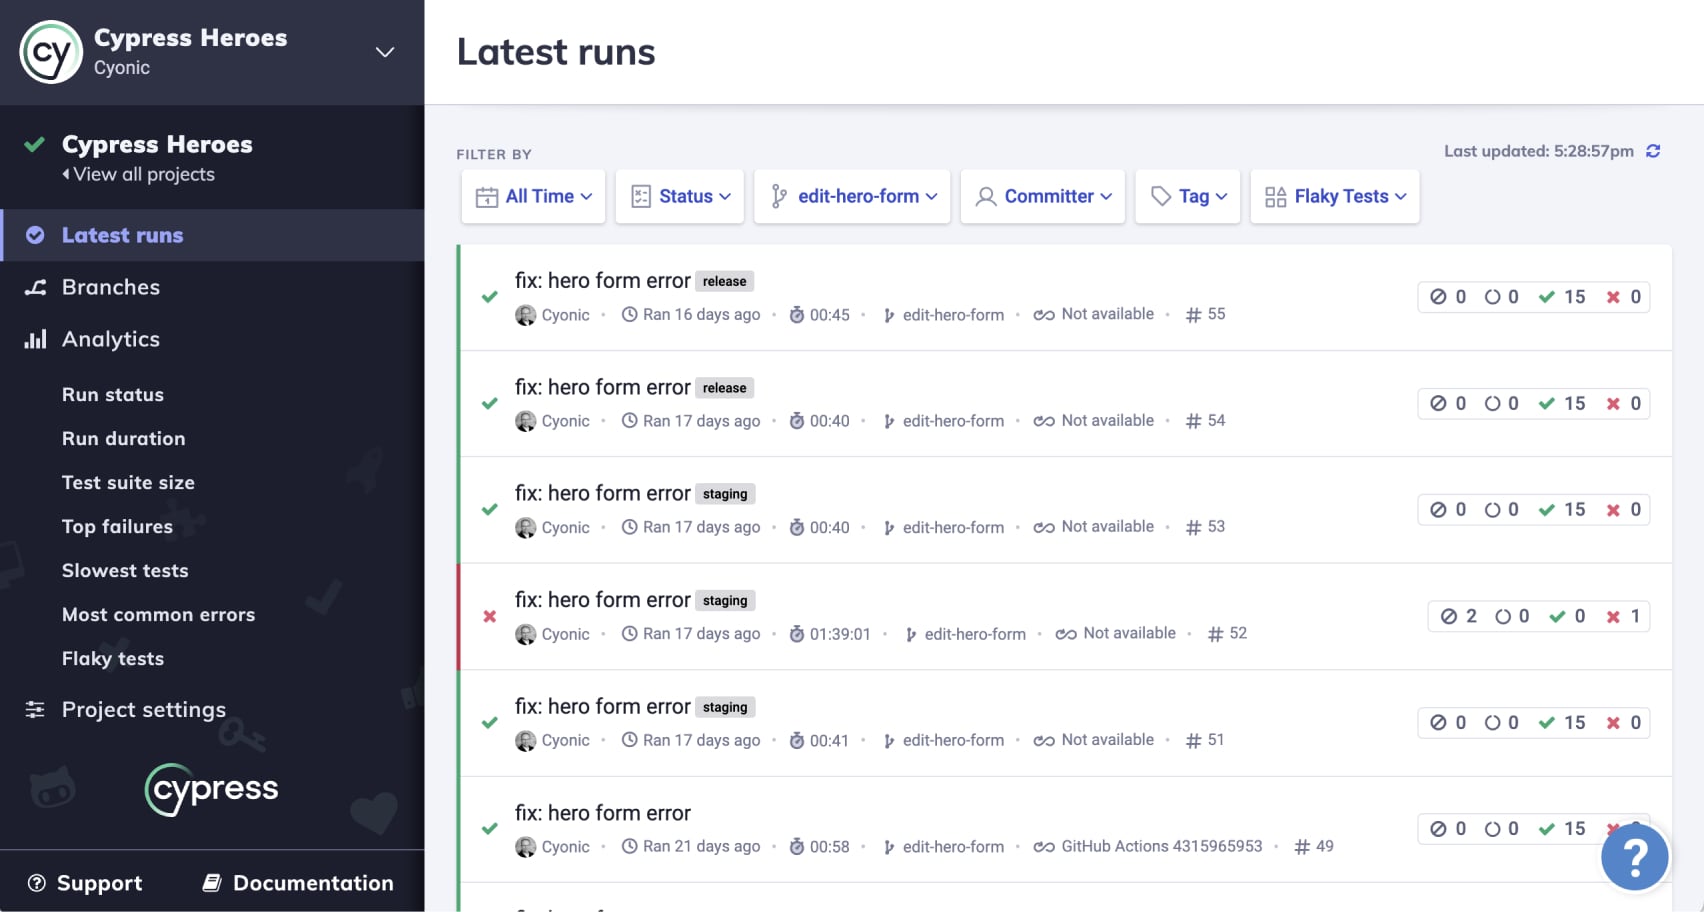 cy
Cypress Heroes
Cyonic
Cypress Heroes
View all projects
Latest runs
Branches
Analytics
Run status
Run duration
Test suite size
Top failures
Slowest tests
Most common errors
Flaky tests
Project settings
cypress
Support
Documentation
Latest runs
FILTER BY
Last updated: 5:28:57pm
All Time
Status
edit-hero-form
Committer
Tag
Flaky Tests
fix: hero form error release
Cyonic • Ran 16 days ago • 00:45 • edit-hero-form • Not available • # 55
0 0 15 0
fix: hero form error release
Cyonic • Ran 17 days ago • 00:40 • edit-hero-form • Not available • # 54
0 0 15 0
fix: hero form error staging
Cyonic • Ran 17 days ago • 00:40 • edit-hero-form • Not available • # 53
0 0 15 0
fix: hero form error staging
Cyonic • Ran 17 days ago • 01:39:01 • edit-hero-form • Not available • # 52
2 0 0 1
fix: hero form error staging
Cyonic • Ran 17 days ago • 00:41 • edit-hero-form • Not available • # 51
0 0 15 0
fix: hero form error
Cyonic • Ran 21 days ago • 00:58 • edit-hero-form • GitHub Actions 4315965953 • # 49
0 0 15
?